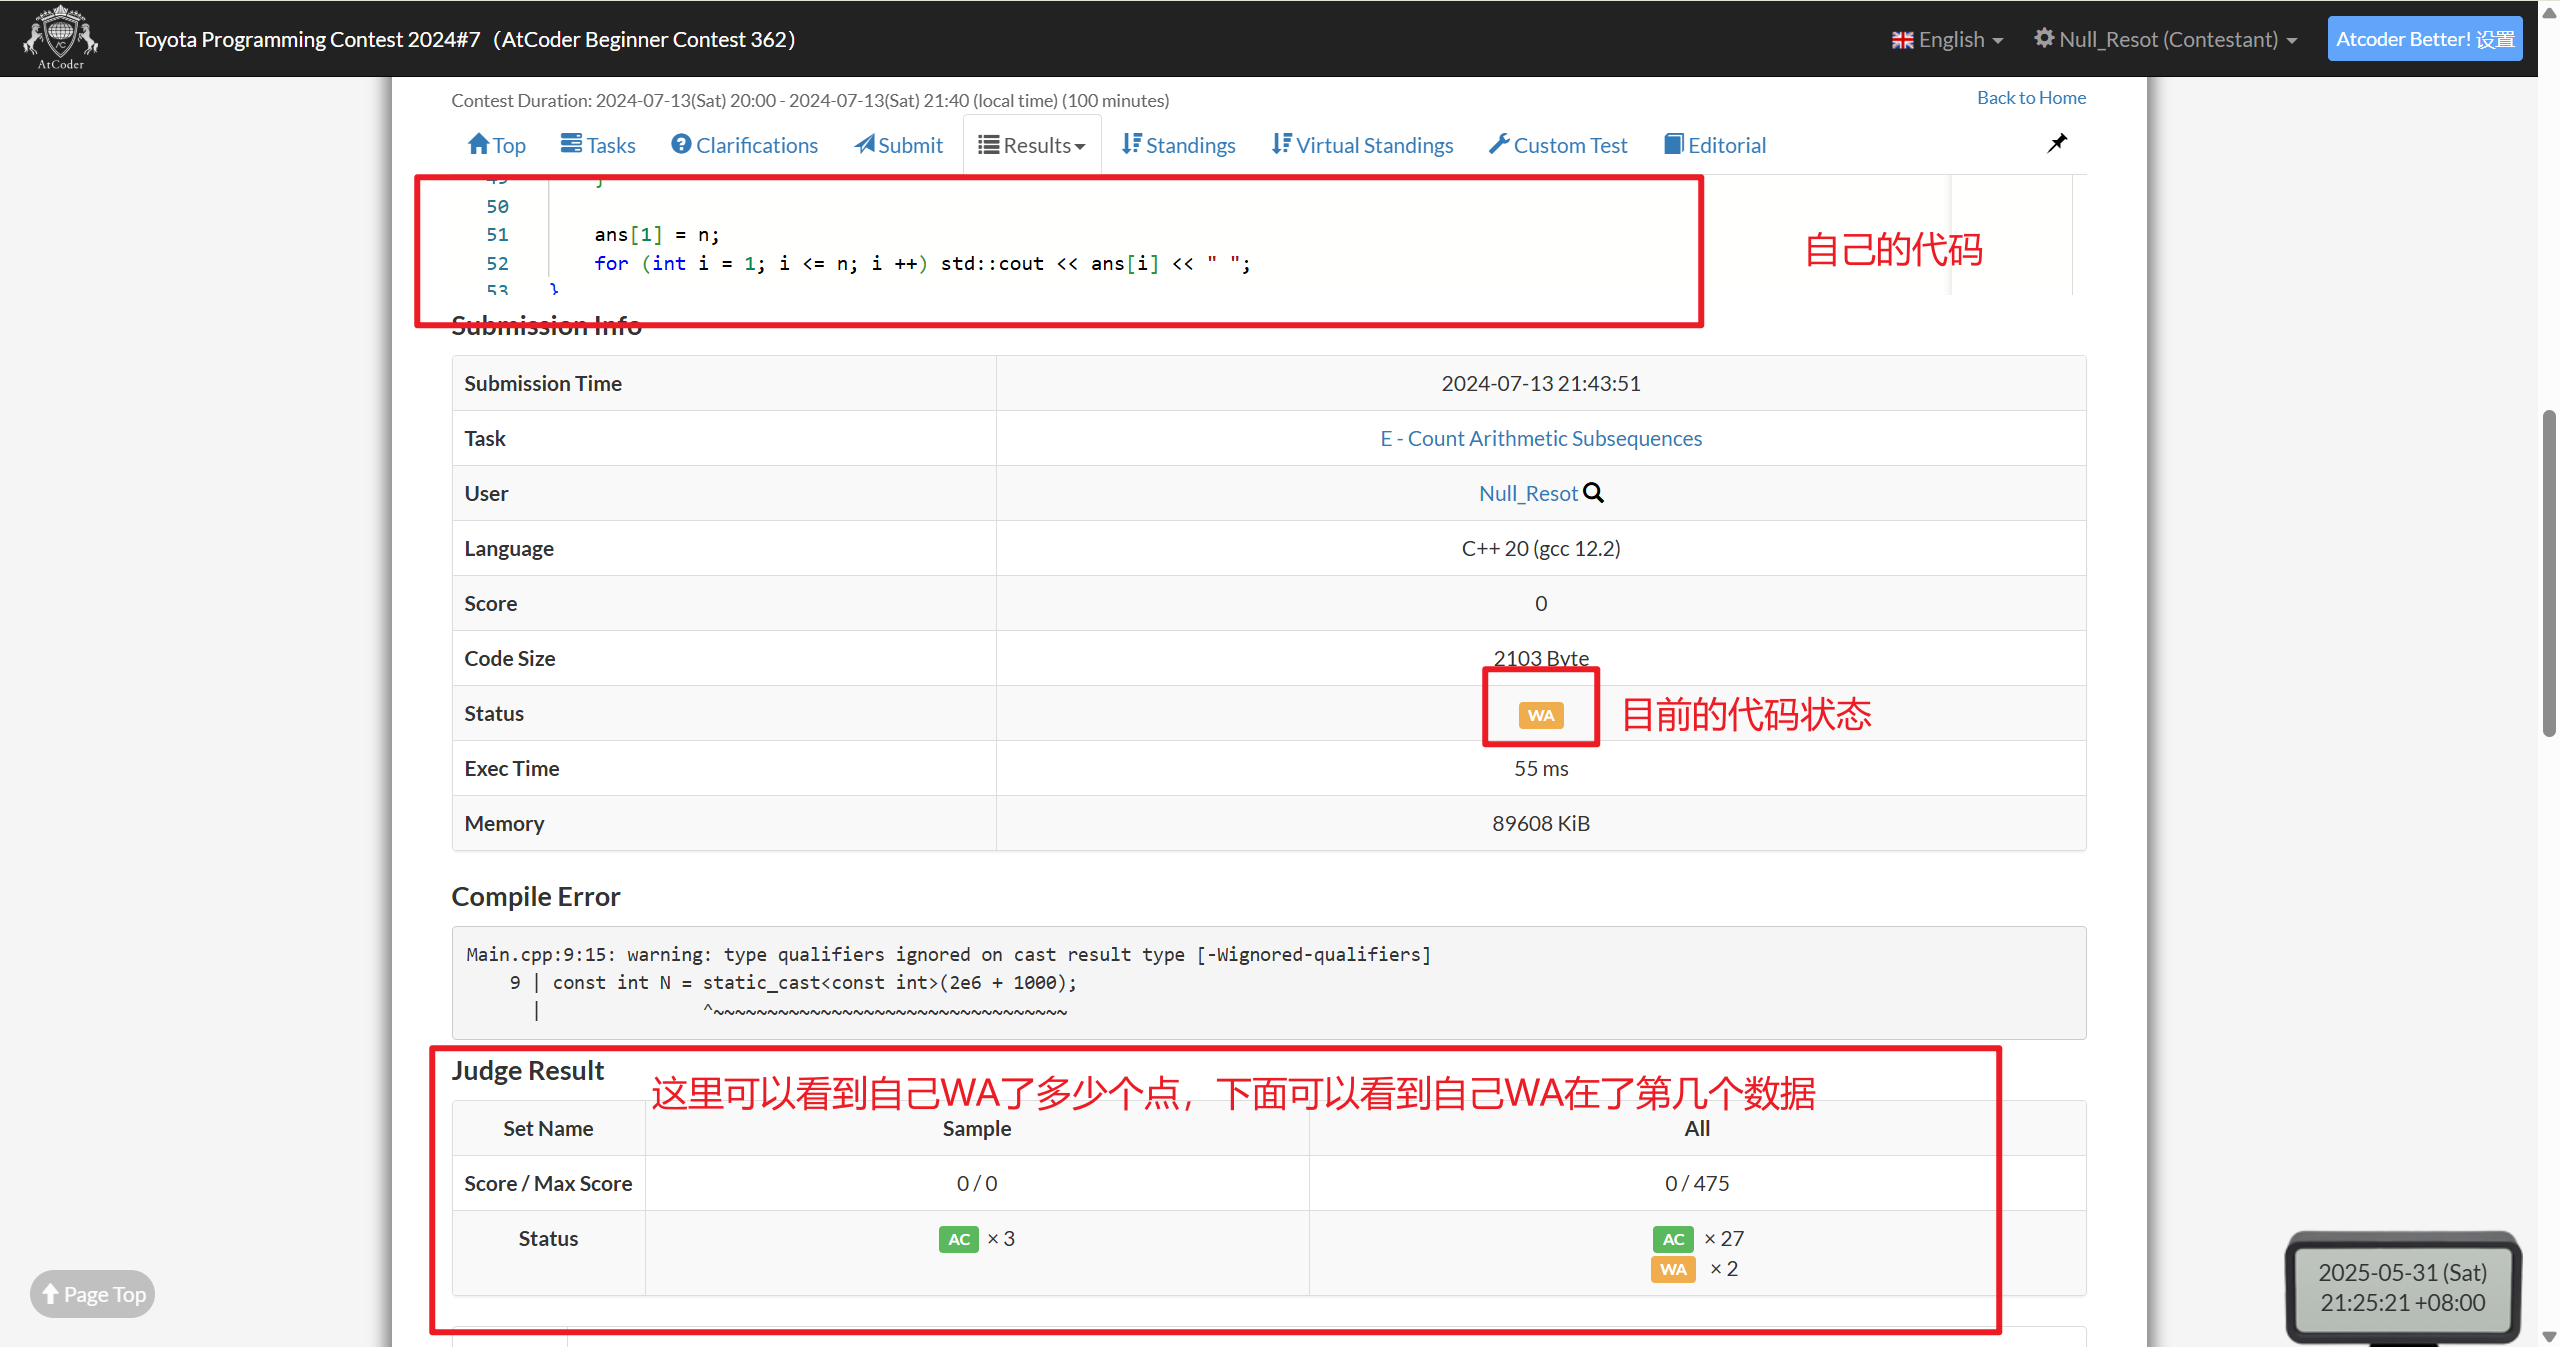 AtCoder
Toyota Programming Contest 2024#7（AtCoder Beginner Contest 362）
English
Null_Resot (Contestant)
Atcoder Better! 设置
Contest Duration: 2024-07-13(Sat) 20:00 - 2024-07-13(Sat) 21:40 (local time) (100 minutes)
Back to Home
Top
Tasks
Clarifications
Submit
Results
Standings
Virtual Standings
Custom Test
Editorial
49 }
50
51 ans[1] = n;
52 for (int i = 1; i <= n; i ++) std::cout << ans[i] << " ";
53 }
自己的代码
Submission Info
Submission Time 2024-07-13 21:43:51
Task E - Count Arithmetic Subsequences
User Null_Resot
Language C++ 20 (gcc 12.2)
Score 0
Code Size 2103 Byte
Status WA 目前的代码状态
Exec Time 55 ms
Memory 89608 KiB
Compile Error
Main.cpp:9:15: warning: type qualifiers ignored on cast result type [-Wignored-qualifiers]
9 | const int N = static_cast<const int>(2e6 + 1000);
| ^~~~~~~~~~~~~~~~~~~~~~~~~~~~~~~~~~
Judge Result
这里可以看到自己WA了多少个点，下面可以看到自己WA在了第几个数据
Set Name Sample All
Score / Max Score 0 / 0 0 / 475
Status AC × 3 AC × 27
WA × 2
Page Top
2025-05-31 (Sat)
21:25:21 +08:00